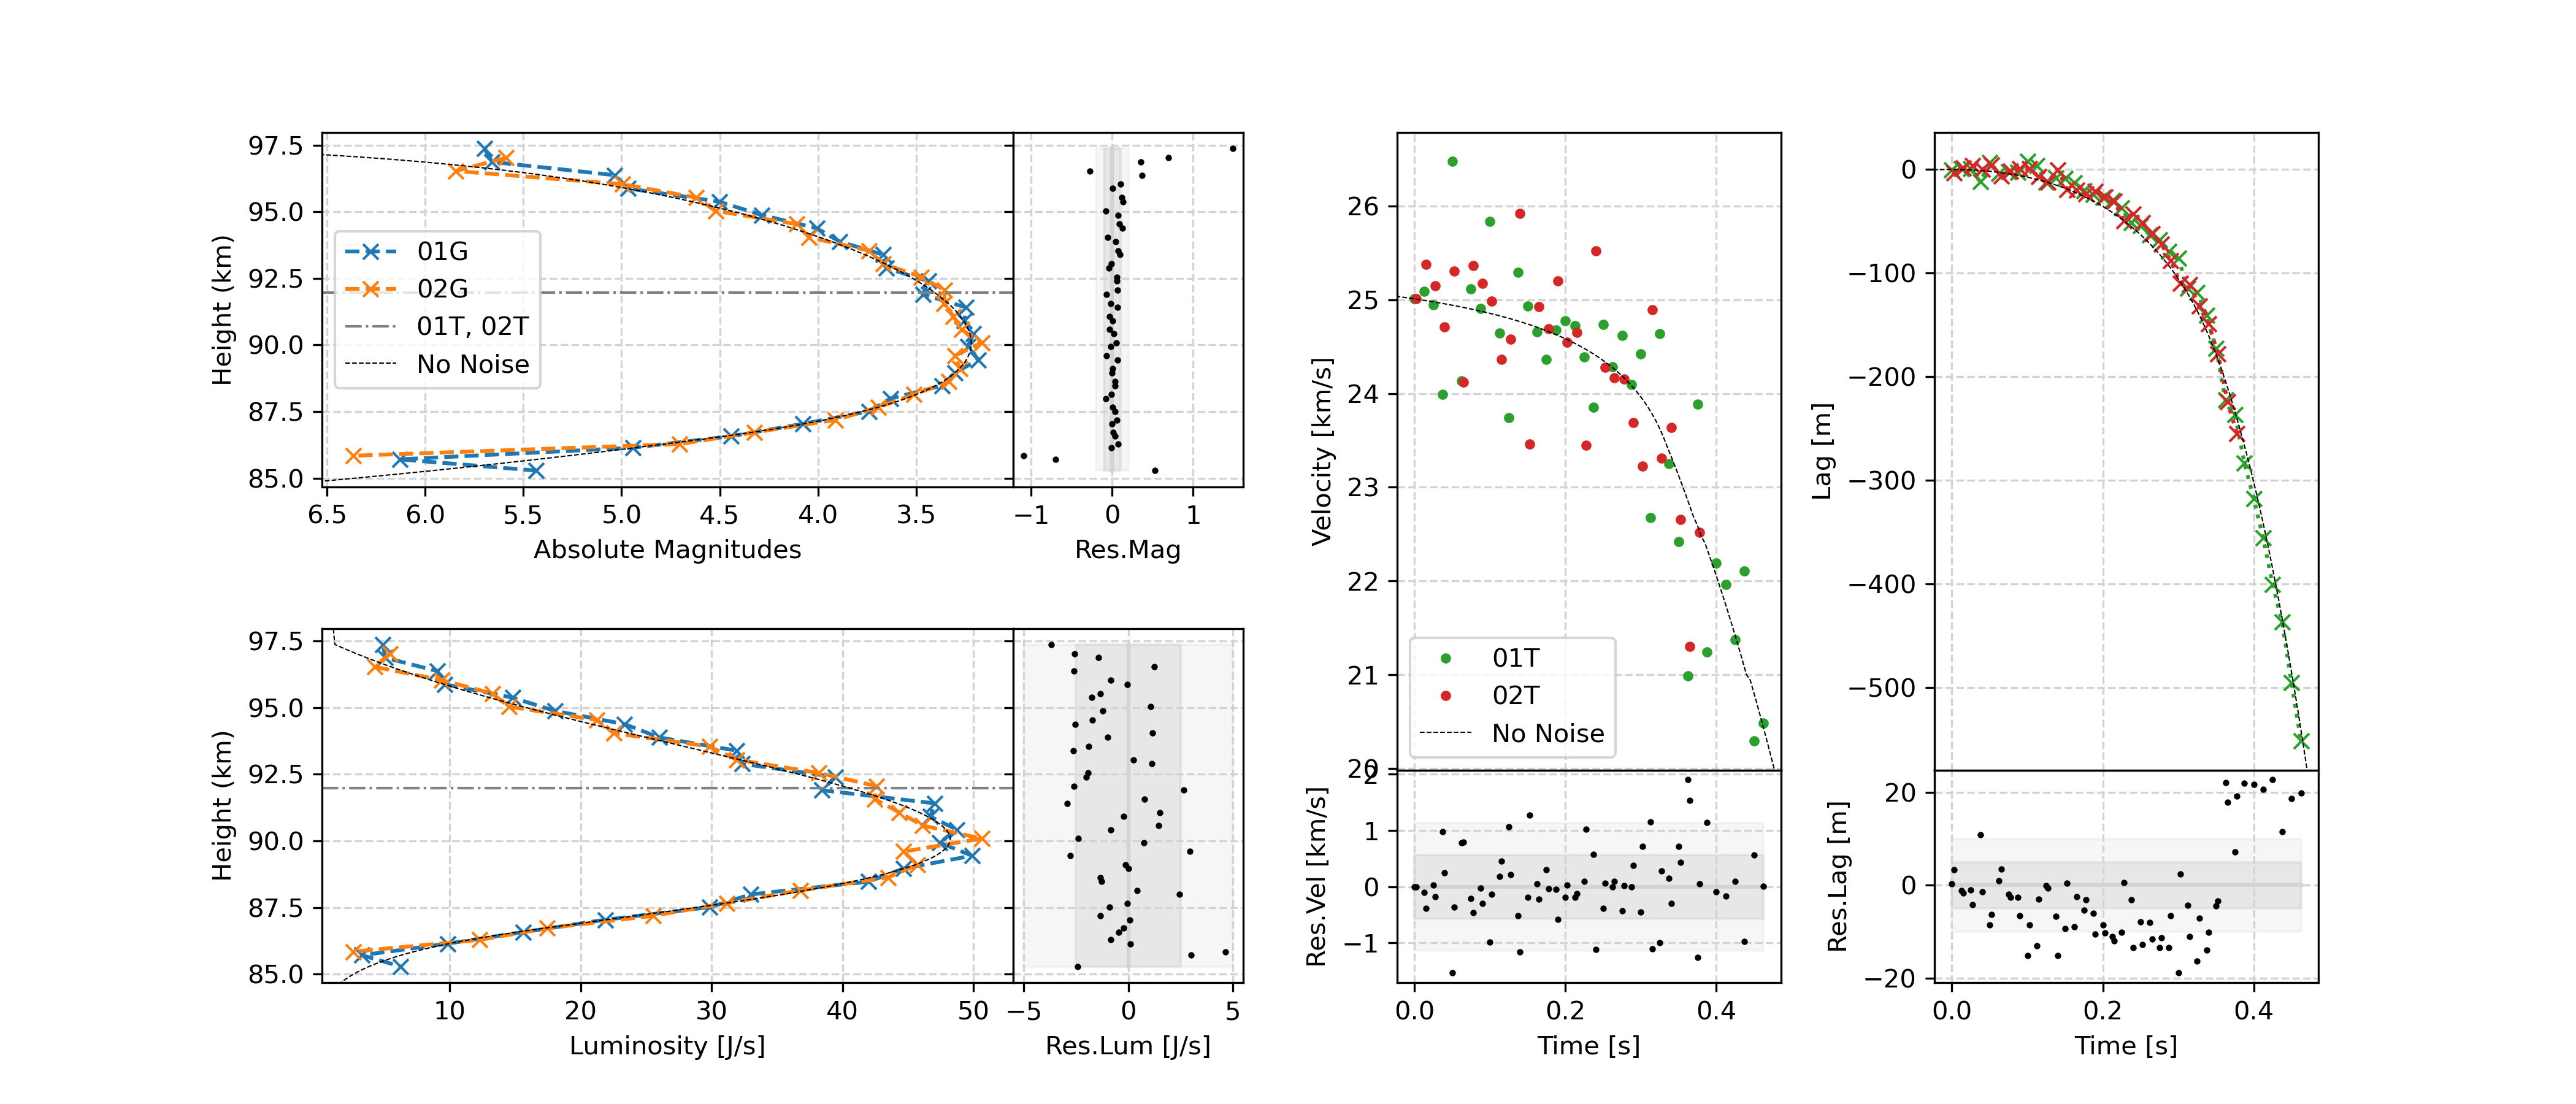 97.5
95.0
92.5
90.0
87.5
85.0
Height (km)
01G
02G
01T, 02T
No Noise
6.5 6.0 5.5 5.0 4.5 4.0 3.5
Absolute Magnitudes
−1 0 1
Res.Mag
97.5
95.0
92.5
90.0
87.5
85.0
Height (km)
10 20 30 40 50
Luminosity [J/s]
−5 0 5
Res.Lum [J/s]
26
25
24
23
22
21
20
Velocity [km/s]
01T
02T
No Noise
2
1
0
−1
Res.Vel [km/s]
0.0 0.2 0.4
Time [s]
0
−100
−200
−300
−400
−500
Lag [m]
20
0
−20
Res.Lag [m]
0.0 0.2 0.4
Time [s]